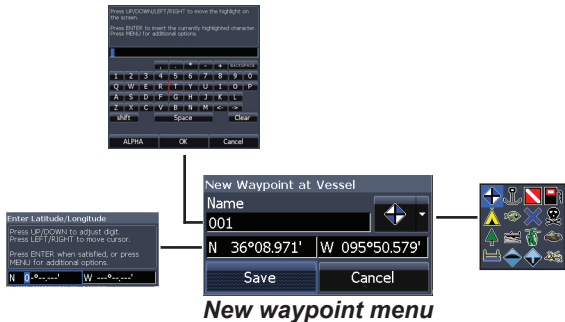 Press UP/DOWN/LEFT/RIGHT to move the highlight on
the screen.
Press ENTER to insert the currently highlighted character.
Press MENU for additional options.
, . * - + BACKSPACE
1 2 3 4 5 6 7 8 9 0
Q W E R T Y U I O P
A S D F G H J K L
Z X C V B N M <- ->
shift Space Clear
ALPHA OK Cancel
Enter Latitude/Longitude
Press UP/DOWN to adjust digit.
Press LEFT/RIGHT to move cursor.
Press ENTER when satisfied, or press
MENU for additional options.
N 0-°--.---' W ---°--.---'
New Waypoint at Vessel
Name
001
N 36°08.971' W 095°50.579'
Save Cancel
New waypoint menu